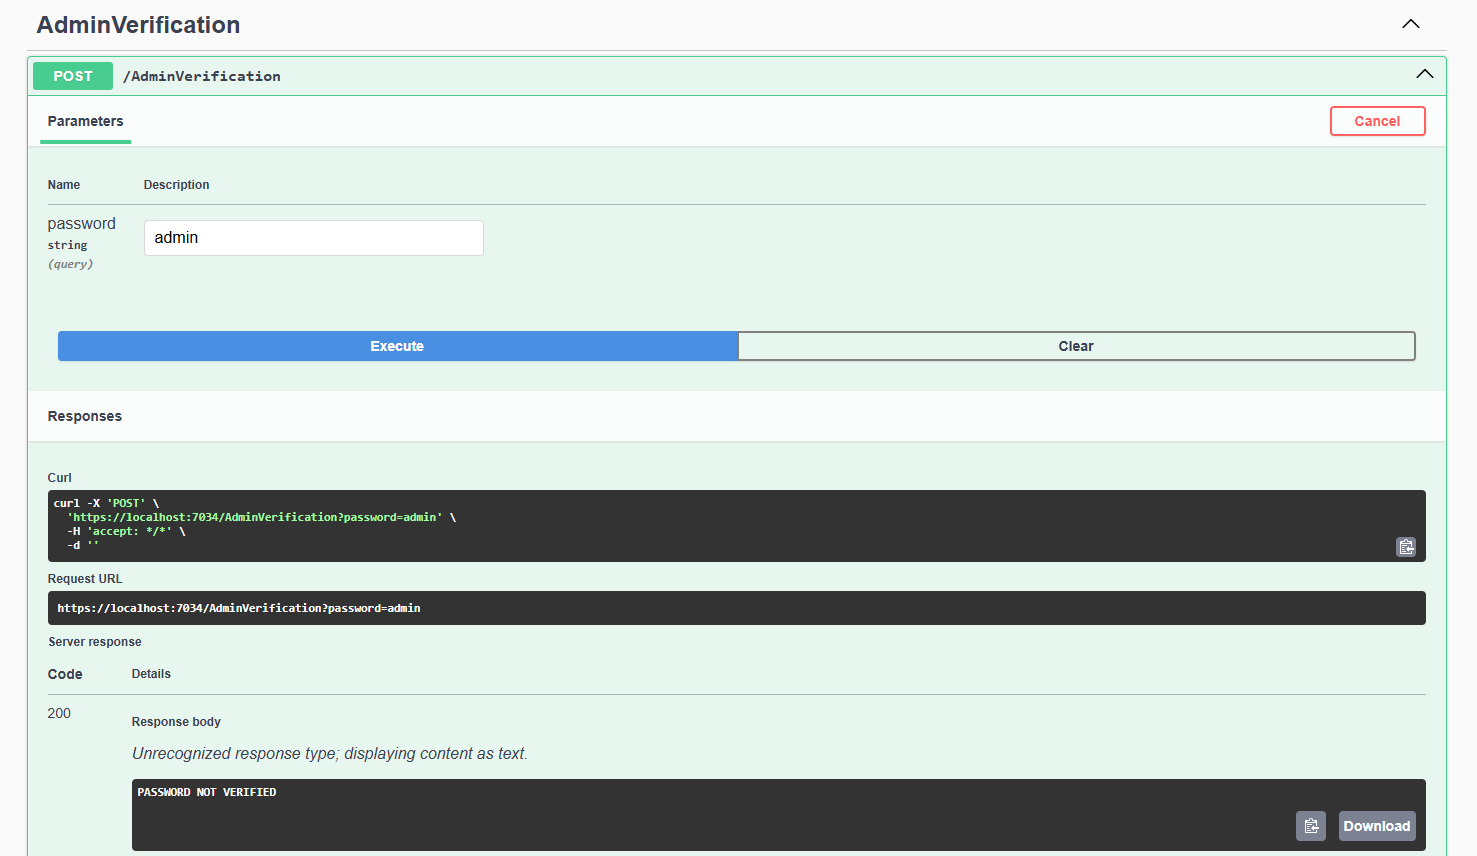 AdminVerification
POST /AdminVerification
Parameters
Cancel
Name Description
password
string
(query)
admin
Execute Clear
Responses
Curl
curl -X 'POST' \
  'https://localhost:7034/AdminVerification?password=admin' \
  -H 'accept: */*' \
  -d ''
Request URL
https://localhost:7034/AdminVerification?password=admin
Server response
Code Details
200
Response body
Unrecognized response type; displaying content as text.
PASSWORD NOT VERIFIED
Download